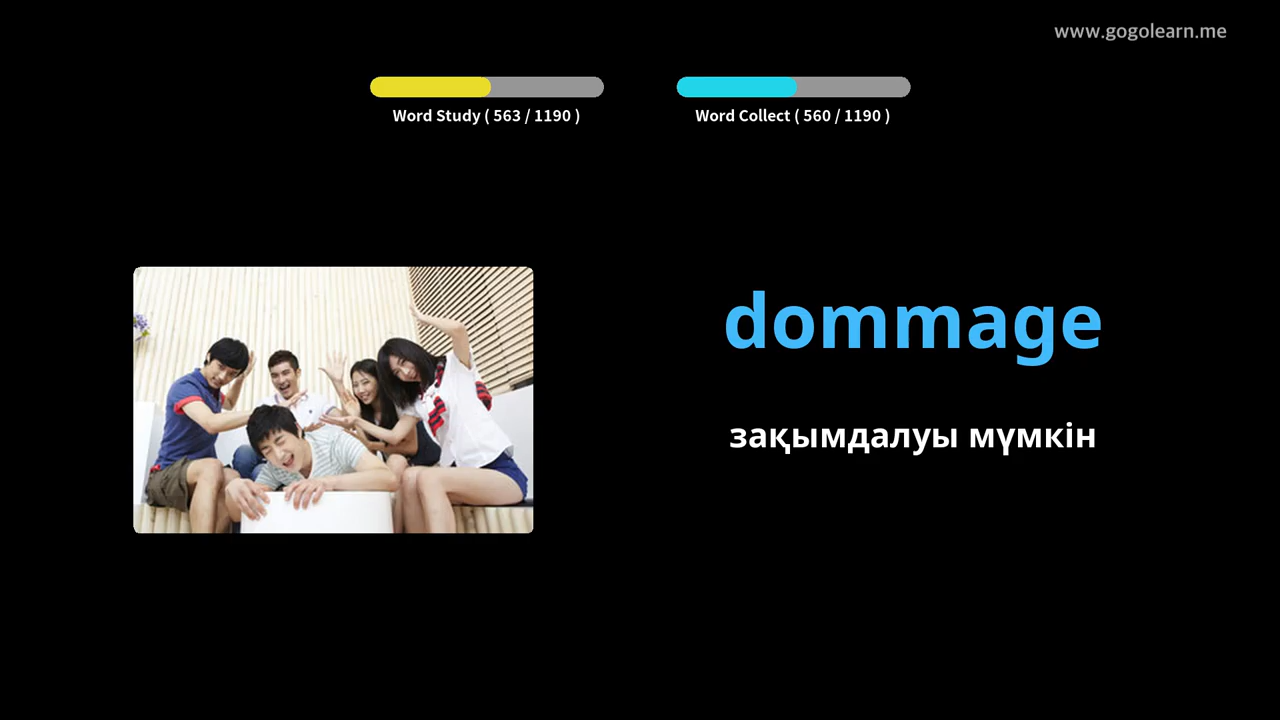 www.gogolearn.me
Word Study ( 563 / 1190 )
Word Collect ( 560 / 1190 )
dommage
зақымдалуы мүмкін